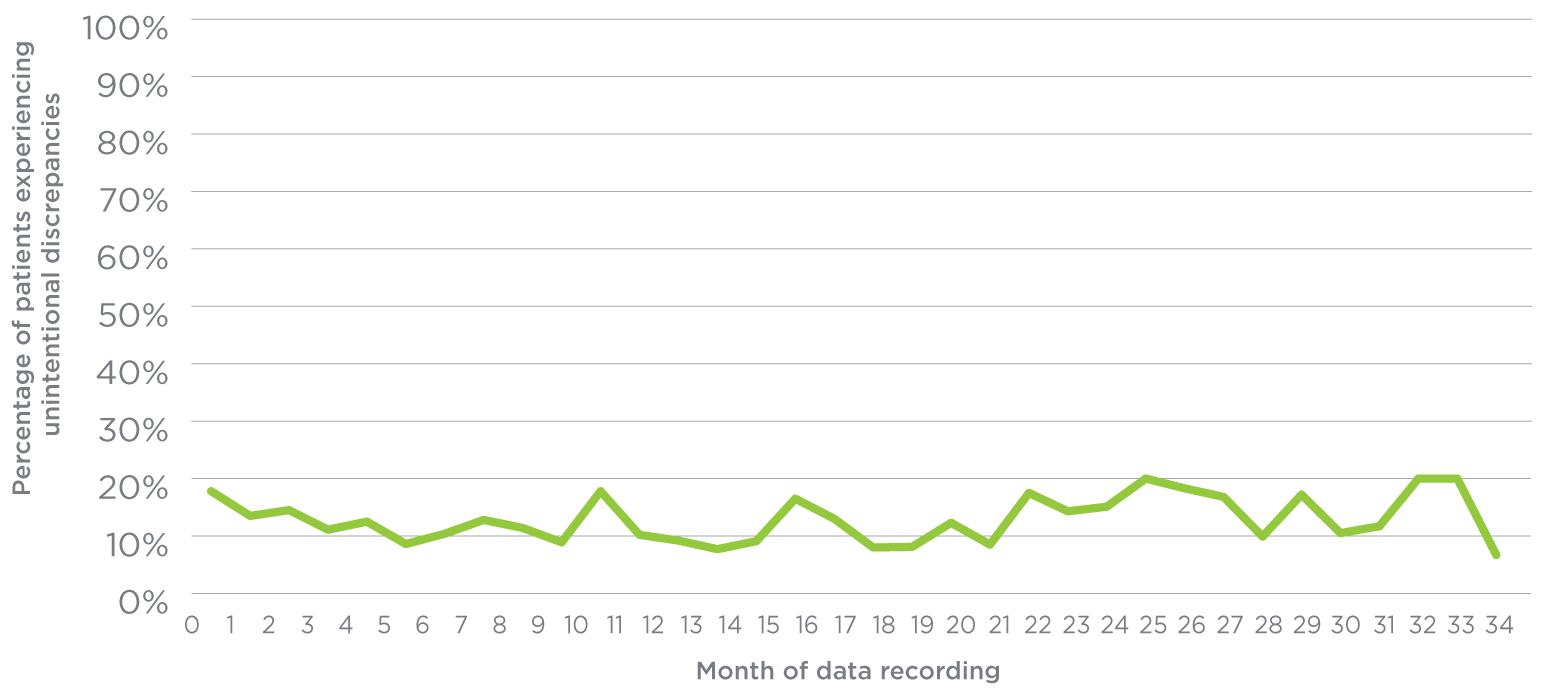 Percentage of patients experiencing
unintentional discrepancies
100%
90%
80%
70%
60%
50%
40%
30%
20%
10%
0%
0 1 2 3 4 5 6 7 8 9 10 11 12 13 14 15 16 17 18 19 20 21 22 23 24 25 26 27 28 29 30 31 32 33 34
Month of data recording